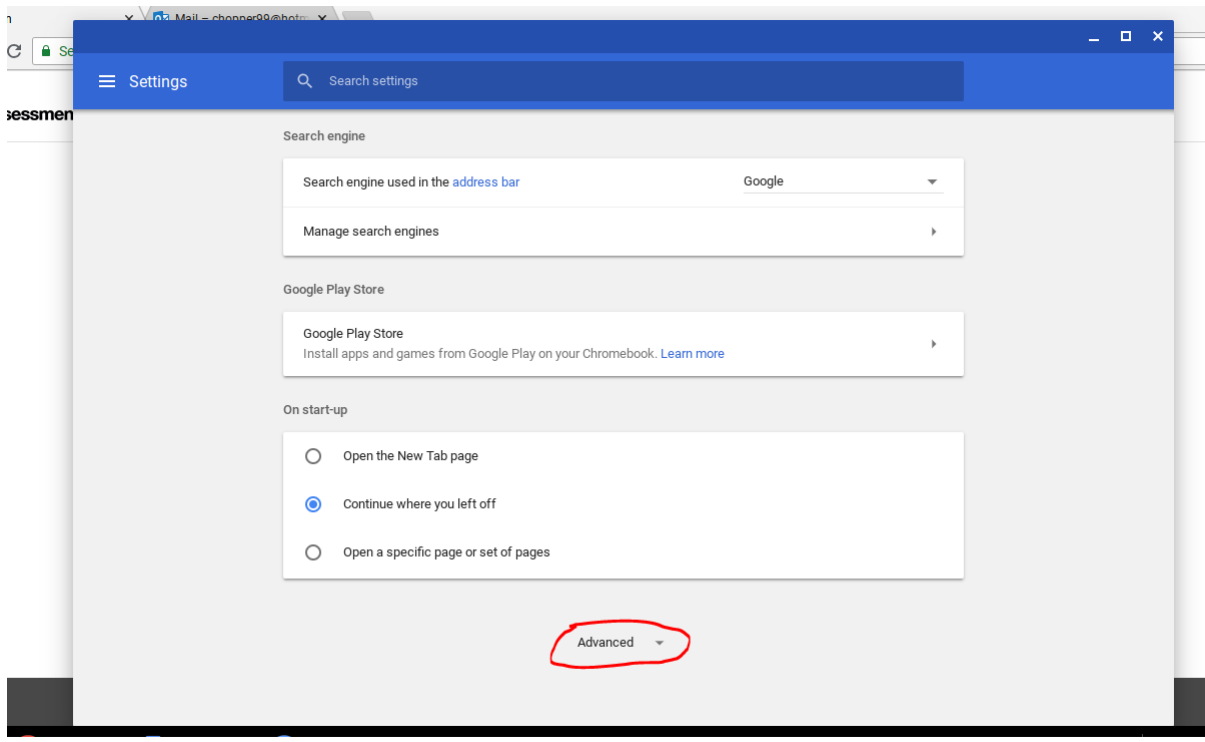 Mail – chopper99@hotm
Se
sessmen
Settings
Search settings
Search engine
Search engine used in the address bar
Google
Manage search engines
Google Play Store
Google Play Store
Install apps and games from Google Play on your Chromebook. Learn more
On start-up
Open the New Tab page
Continue where you left off
Open a specific page or set of pages
Advanced